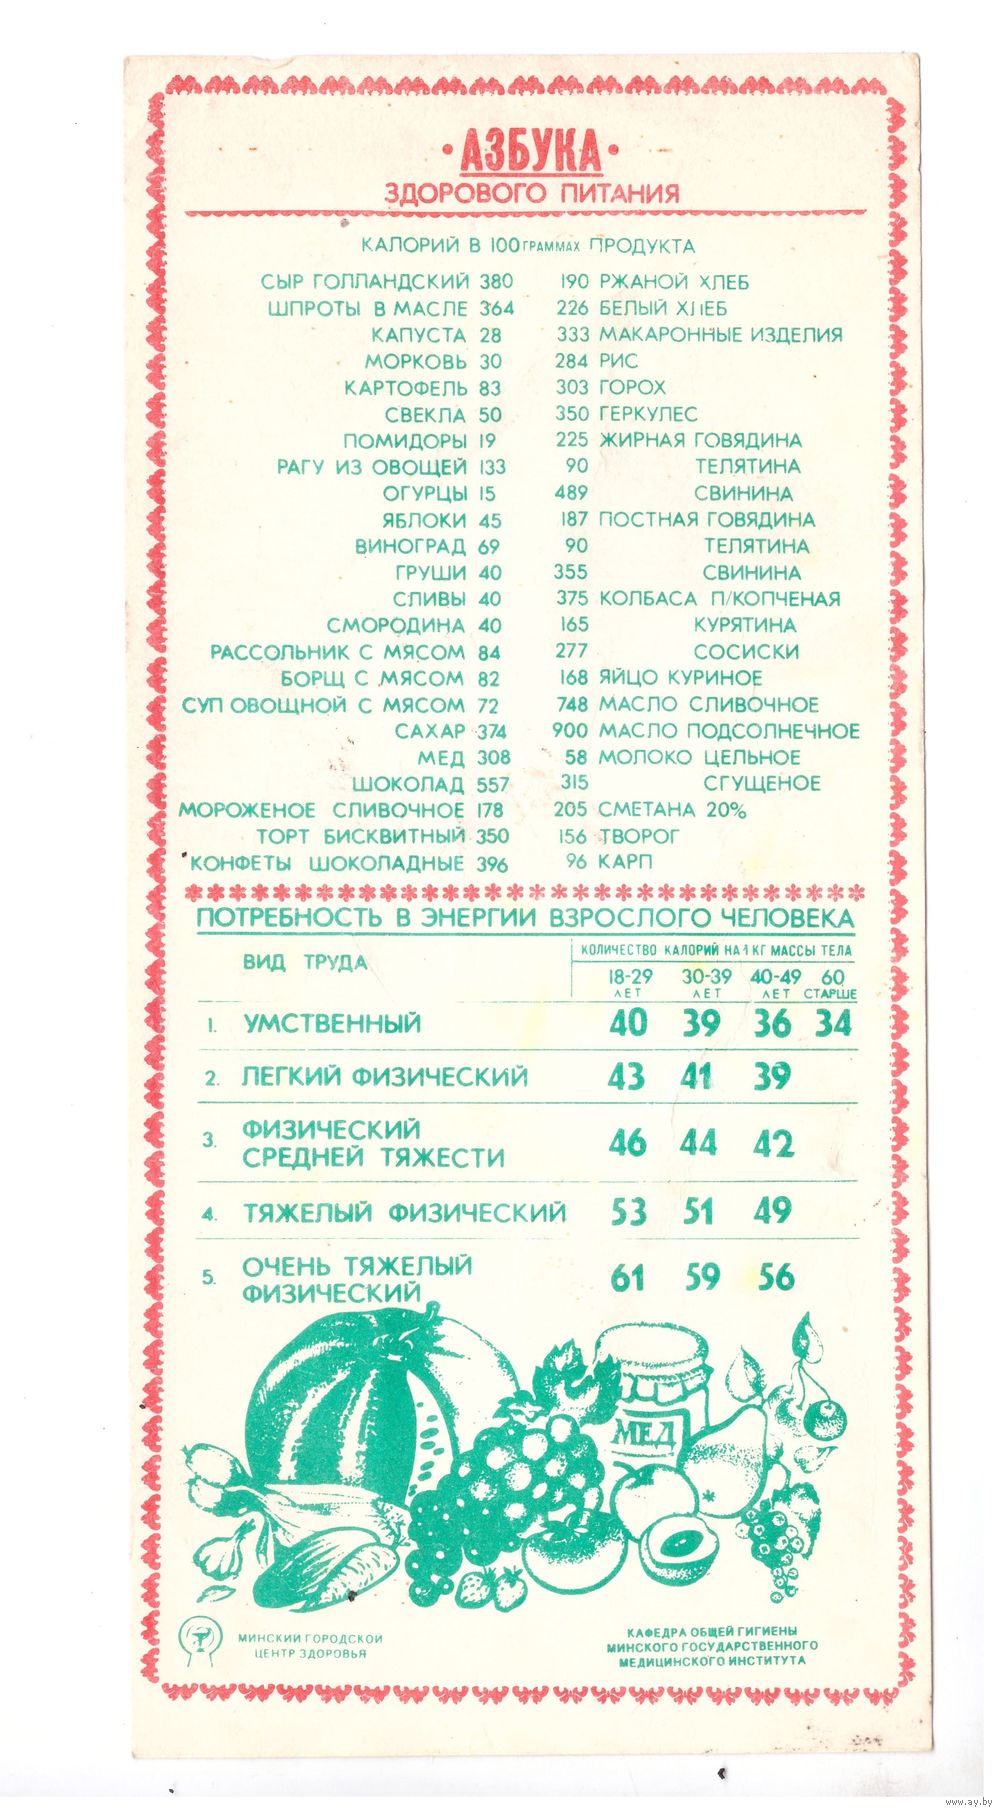 • АЗБУКА •
ЗДОРОВОГО ПИТАНИЯ
КАЛОРИЙ В 100 ГРАММАХ ПРОДУКТА
СЫР ГОЛЛАНДСКИЙ 380
ШПРОТЫ В МАСЛЕ 364
КАПУСТА 28
МОРКОВЬ 30
КАРТОФЕЛЬ 83
СВЕКЛА 50
ПОМИДОРЫ 19
РАГУ ИЗ ОВОЩЕЙ 133
ОГУРЦЫ 15
ЯБЛОКИ 45
ВИНОГРАД 69
ГРУШИ 40
СЛИВЫ 40
СМОРОДИНА 40
РАССОЛЬНИК С МЯСОМ 84
БОРЩ С МЯСОМ 82
СУП ОВОЩНОЙ С МЯСОМ 72
САХАР 374
МЕД 308
ШОКОЛАД 557
МОРОЖЕНОЕ СЛИВОЧНОЕ 178
ТОРТ БИСКВИТНЫЙ 350
КОНФЕТЫ ШОКОЛАДНЫЕ 396
190 РЖАНОЙ ХЛЕБ
226 БЕЛЫЙ ХЛЕБ
333 МАКАРОННЫЕ ИЗДЕЛИЯ
284 РИС
303 ГОРОХ
350 ГЕРКУЛЕС
225 ЖИРНАЯ ГОВЯДИНА
90 ТЕЛЯТИНА
489 СВИНИНА
187 ПОСТНАЯ ГОВЯДИНА
90 ТЕЛЯТИНА
355 СВИНИНА
375 КОЛБАСА П/КОПЧЕНАЯ
165 КУРЯТИНА
277 СОСИСКИ
168 ЯЙЦО КУРИНОЕ
748 МАСЛО СЛИВОЧНОЕ
900 МАСЛО ПОДСОЛНЕЧНОЕ
58 МОЛОКО ЦЕЛЬНОЕ
315 СГУЩЕНОЕ
205 СМЕТАНА 20%
156 ТВОРОГ
96 КАРП
ПОТРЕБНОСТЬ В ЭНЕРГИИ ВЗРОСЛОГО ЧЕЛОВЕКА
ВИД ТРУДА
КОЛИЧЕСТВО КАЛОРИЙ НА 1 КГ МАССЫ ТЕЛА
18-29 30-39 40-49 60
ЛЕТ ЛЕТ ЛЕТ СТАРШЕ
1. УМСТВЕННЫЙ 40 39 36 34
2. ЛЕГКИЙ ФИЗИЧЕСКИЙ 43 41 39
3. ФИЗИЧЕСКИЙ
СРЕДНЕЙ ТЯЖЕСТИ 46 44 42
4. ТЯЖЕЛЫЙ ФИЗИЧЕСКИЙ 53 51 49
5. ОЧЕНЬ ТЯЖЕЛЫЙ
ФИЗИЧЕСКИЙ 61 59 56
МЕД
МИНСКИЙ ГОРОДСКОЙ
ЦЕНТР ЗДОРОВЬЯ
КАФЕДРА ОБЩЕЙ ГИГИЕНЫ
МИНСКОГО ГОСУДАРСТВЕННОГО
МЕДИЦИНСКОГО ИНСТИТУТА
www.ay.by